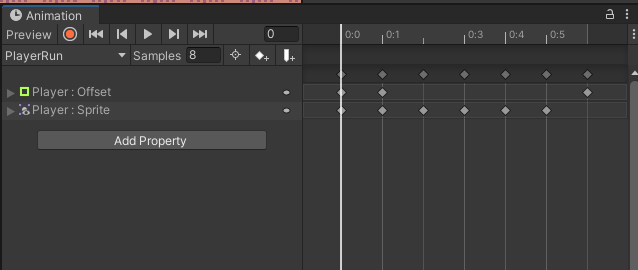 Animation
Preview 0 0:0 0:1 0:3 0:4 0:5
PlayerRun Samples 8
Player : Offset
Player : Sprite
Add Property